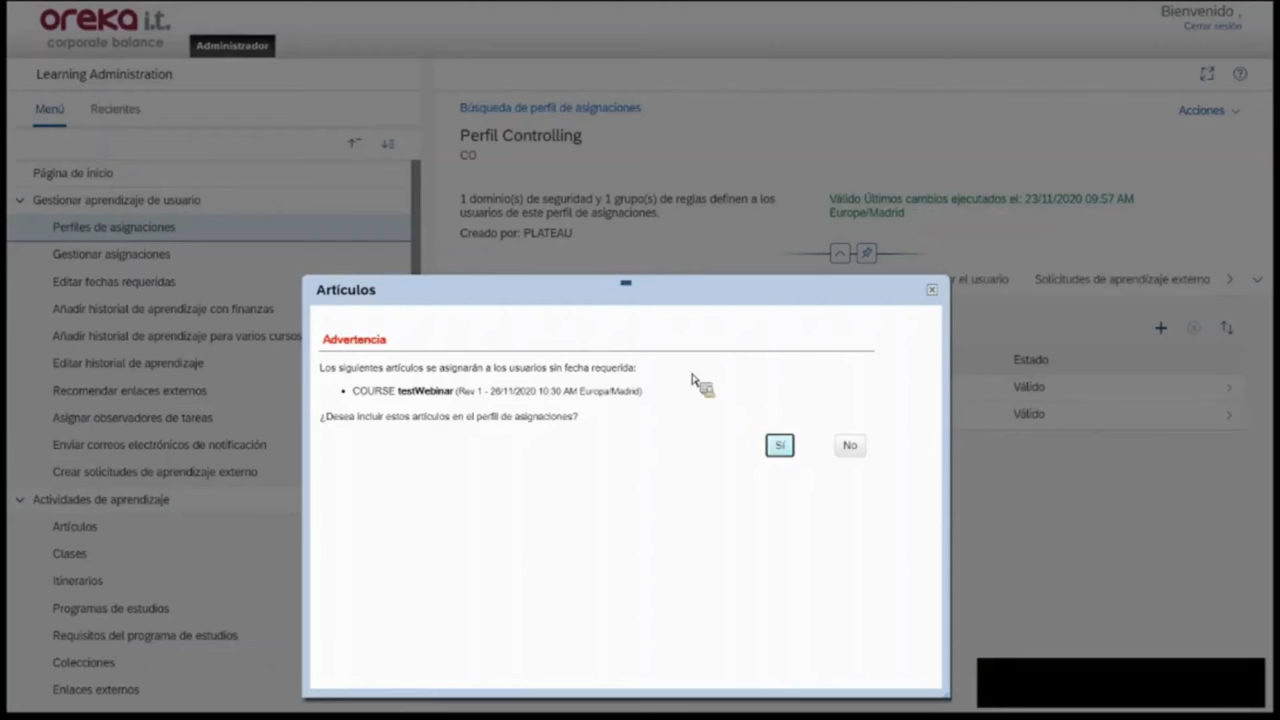 oreka i.t.
corporate balance
Administrador
Bienvenido ,
Cerrar sesión
Learning Administration
Menú
Recientes
Búsqueda de perfil de asignaciones
Acciones
Perfil Controlling
CO
Página de inicio
Gestionar aprendizaje de usuario
Perfiles de asignaciones
Gestionar asignaciones
Editar fechas requeridas
Añadir historial de aprendizaje con finanzas
Añadir historial de aprendizaje para varios cursos
Editar historial de aprendizaje
Recomendar enlaces externos
Asignar observadores de tareas
Enviar correos electrónicos de notificación
Crear solicitudes de aprendizaje externo
Actividades de aprendizaje
Artículos
Clases
Itinerarios
Programas de estudios
Requisitos del programa de estudios
Colecciones
Enlaces externos
1 dominio(s) de seguridad y 1 grupo(s) de reglas definen a los
usuarios de este perfil de asignaciones.
Creado por: PLATEAU
Válido Últimos cambios ejecutados el: 23/11/2020 09:57 AM
Europe/Madrid
r el usuario
Solicitudes de aprendizaje externo
Estado
Válido
Válido
Artículos
Advertencia
Los siguientes artículos se asignarán a los usuarios sin fecha requerida:
• COURSE testWebinar (Rev 1 - 26/11/2020 10:30 AM Europa/Madrid)
¿Desea incluir estos artículos en el perfil de asignaciones?
Sí
No